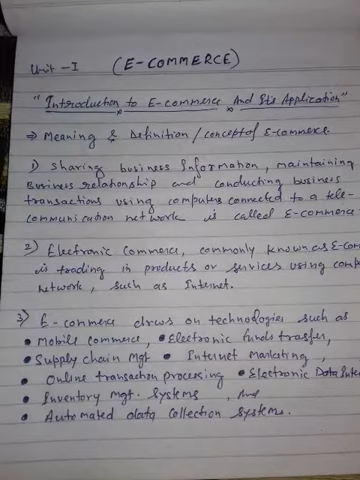 Unit - I (E-COMMERCE)
"Introduction to E-commerce And Its Application"
⇒ Meaning & Definition / concept of E-commerce
1) Sharing business Information, maintaining
Business relationship and conducting business
transactions using computers connected to a tele-
communication network is called E-commerce
2) Electronic Commerce, commonly known as E-Com
is trading in products or services using comp
network, such as Internet.
3) E-commerce draws on technologies such as
• Mobile commerce, • Electronic funds trasfer,
• Supply chain Mgt • Internet Marketing,
• Online transaction processing • Electronic Data Inte
• Inventory Mgt. Systems, And
• Automated data collection systems.